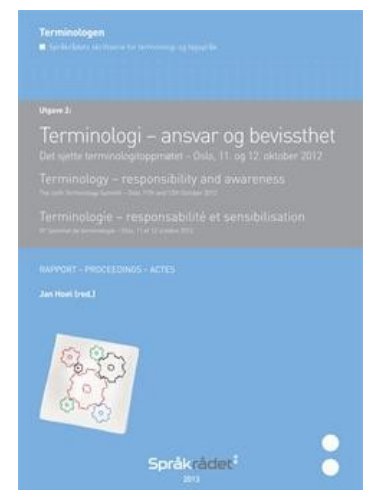 Terminologen
Språkrådets skriftserie for terminologi og fagspråk
Utgave 2:
Terminologi – ansvar og bevissthet
Det sjette terminologitoppmøtet – Oslo, 11. og 12. oktober 2012
Terminology – responsibility and awareness
The sixth Terminology Summit – Oslo, 11th and 12th October 2012
Terminologie – responsabilité et sensibilisation
Sommet de terminologie – Oslo, 11 et 12 octobre 2012
RAPPORT – PROCEEDINGS – ACTES
Jan Hoel (red.)
Språkrådet
2013